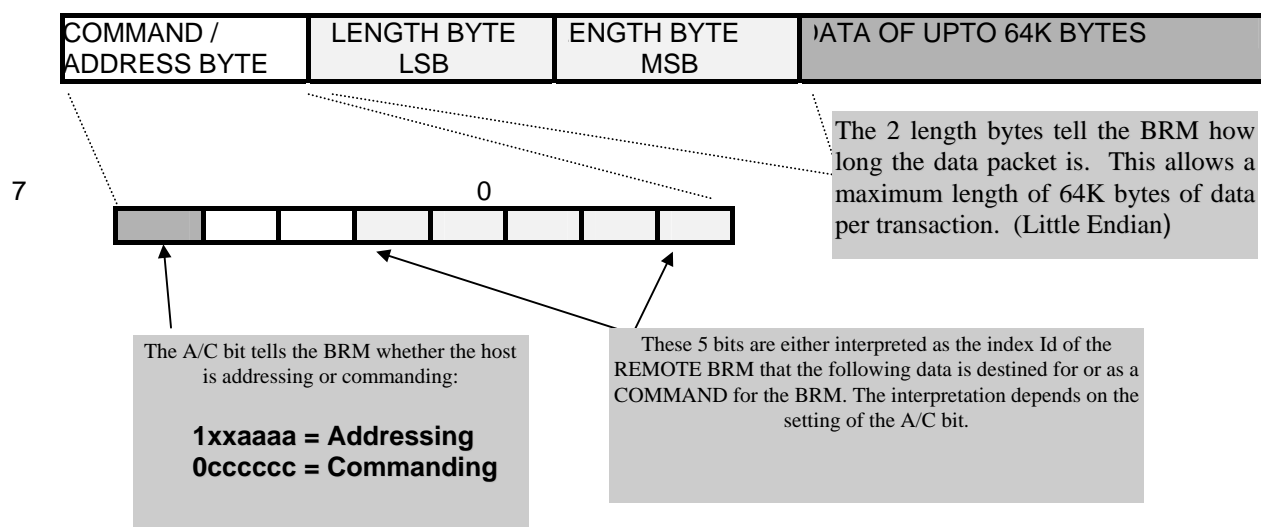 COMMAND /
ADDRESS BYTE
LENGTH BYTE
LSB
ENGTH BYTE
MSB
ATA OF UPTO 64K BYTES
The 2 length bytes tell the BRM how
long the data packet is. This allows a
maximum length of 64K bytes of data
per transaction. (Little Endian)
7
0
The A/C bit tells the BRM whether the host
is addressing or commanding:
1xxaaaa = Addressing
0cccccc = Commanding
These 5 bits are either interpreted as the index Id of the
REMOTE BRM that the following data is destined for or as a
COMMAND for the BRM. The interpretation depends on the
setting of the A/C bit.